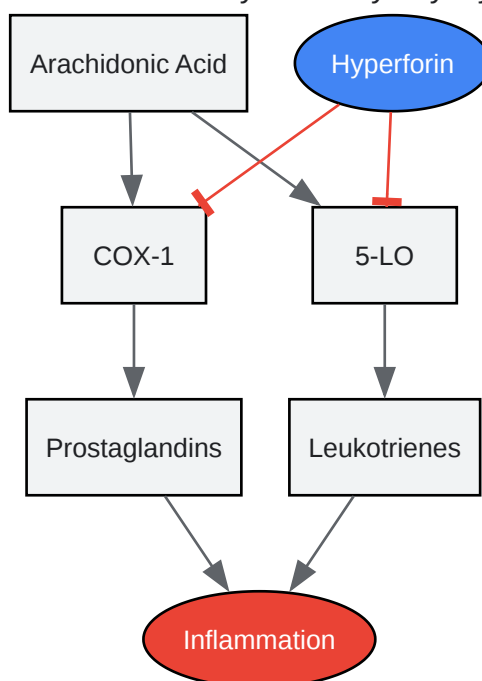 Arachidonic Acid
Hyperforin
COX-1
5-LO
Prostaglandins
Leukotrienes
Inflammation